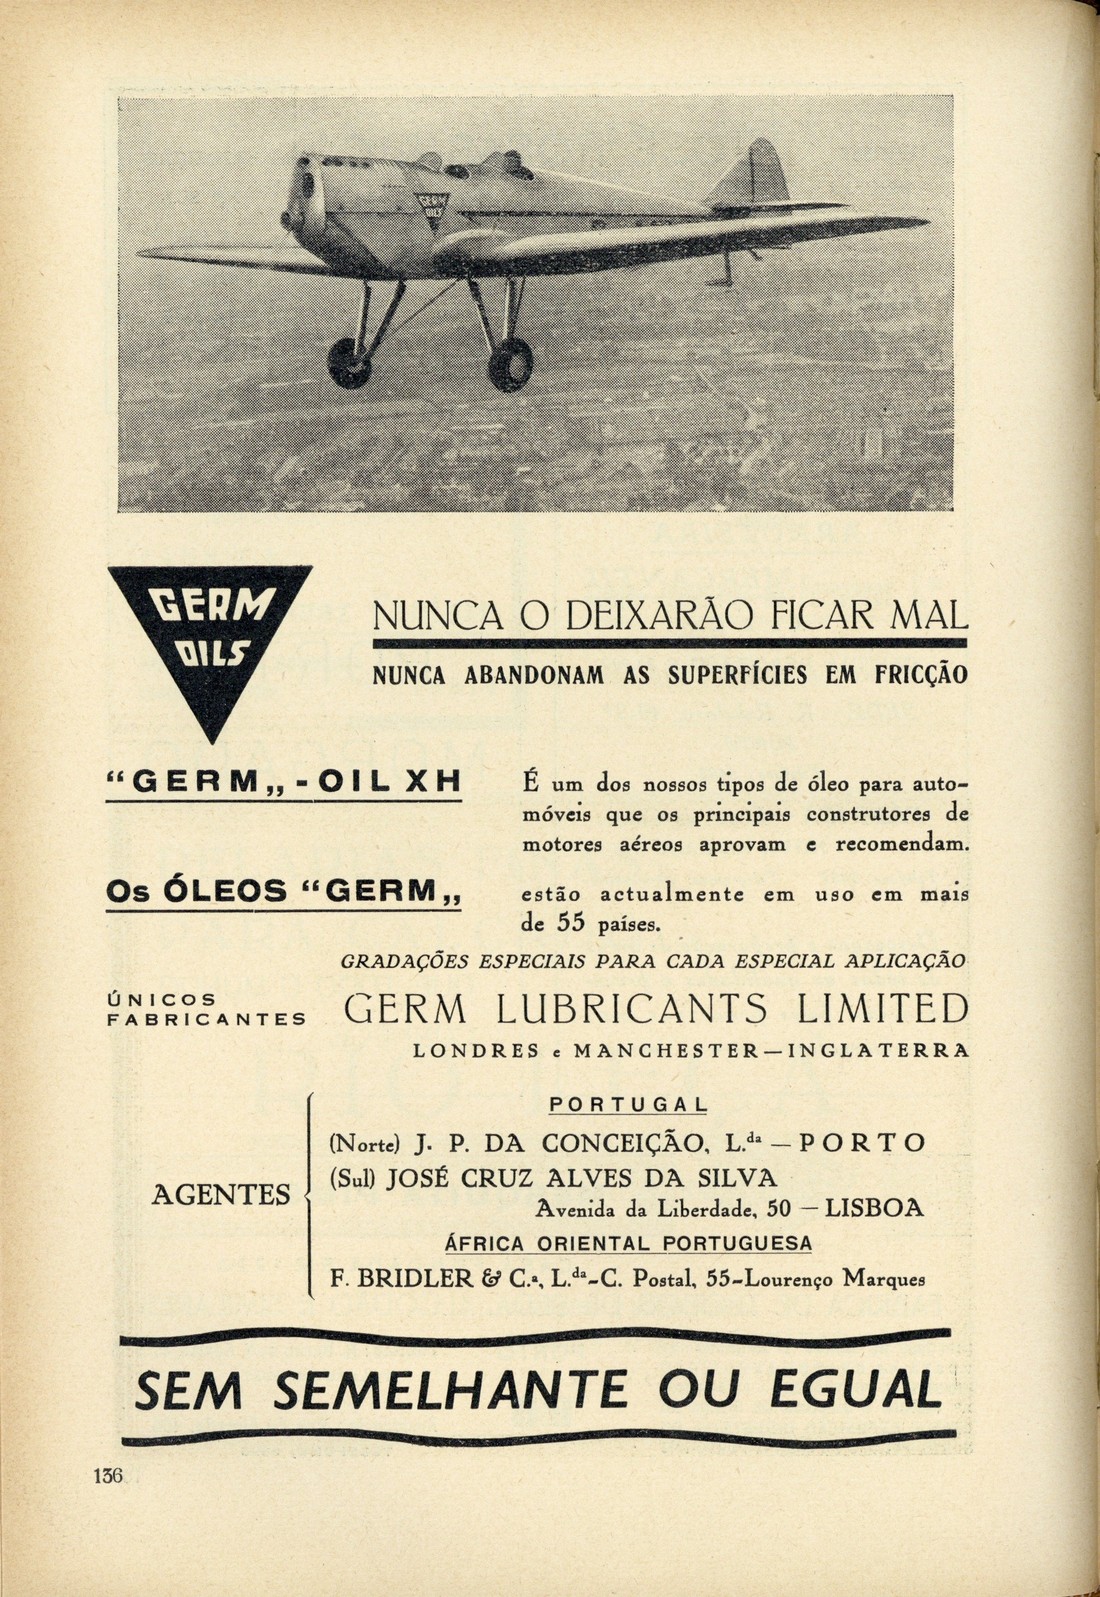 GERM
OILS
GERM
OILS
NUNCA O DEIXARÃO FICAR MAL
NUNCA ABANDONAM AS SUPERFÍCIES EM FRICÇÃO
“GERM„-OIL XH
É um dos nossos tipos de óleo para auto-
móveis que os principais construtores de
motores aéreos aprovam e recomendam.
Os ÓLEOS “GERM„
estão actualmente em uso em mais
de 55 países.
GRADAÇÕES ESPECIAIS PARA CADA ESPECIAL APLICAÇÃO
ÚNICOS
FABRICANTES
GERM LUBRICANTS LIMITED
LONDRES e MANCHESTER—INGLATERRA
AGENTES
PORTUGAL
(Norte) J. P. DA CONCEIÇÃO, L.da — PORTO
(Sul) JOSÉ CRUZ ALVES DA SILVA
Avenida da Liberdade, 50 — LISBOA
ÁFRICA ORIENTAL PORTUGUESA
F. BRIDLER & C.ª, L.da-C. Postal, 55-Lourenço Marques
SEM SEMELHANTE OU EGUAL
136